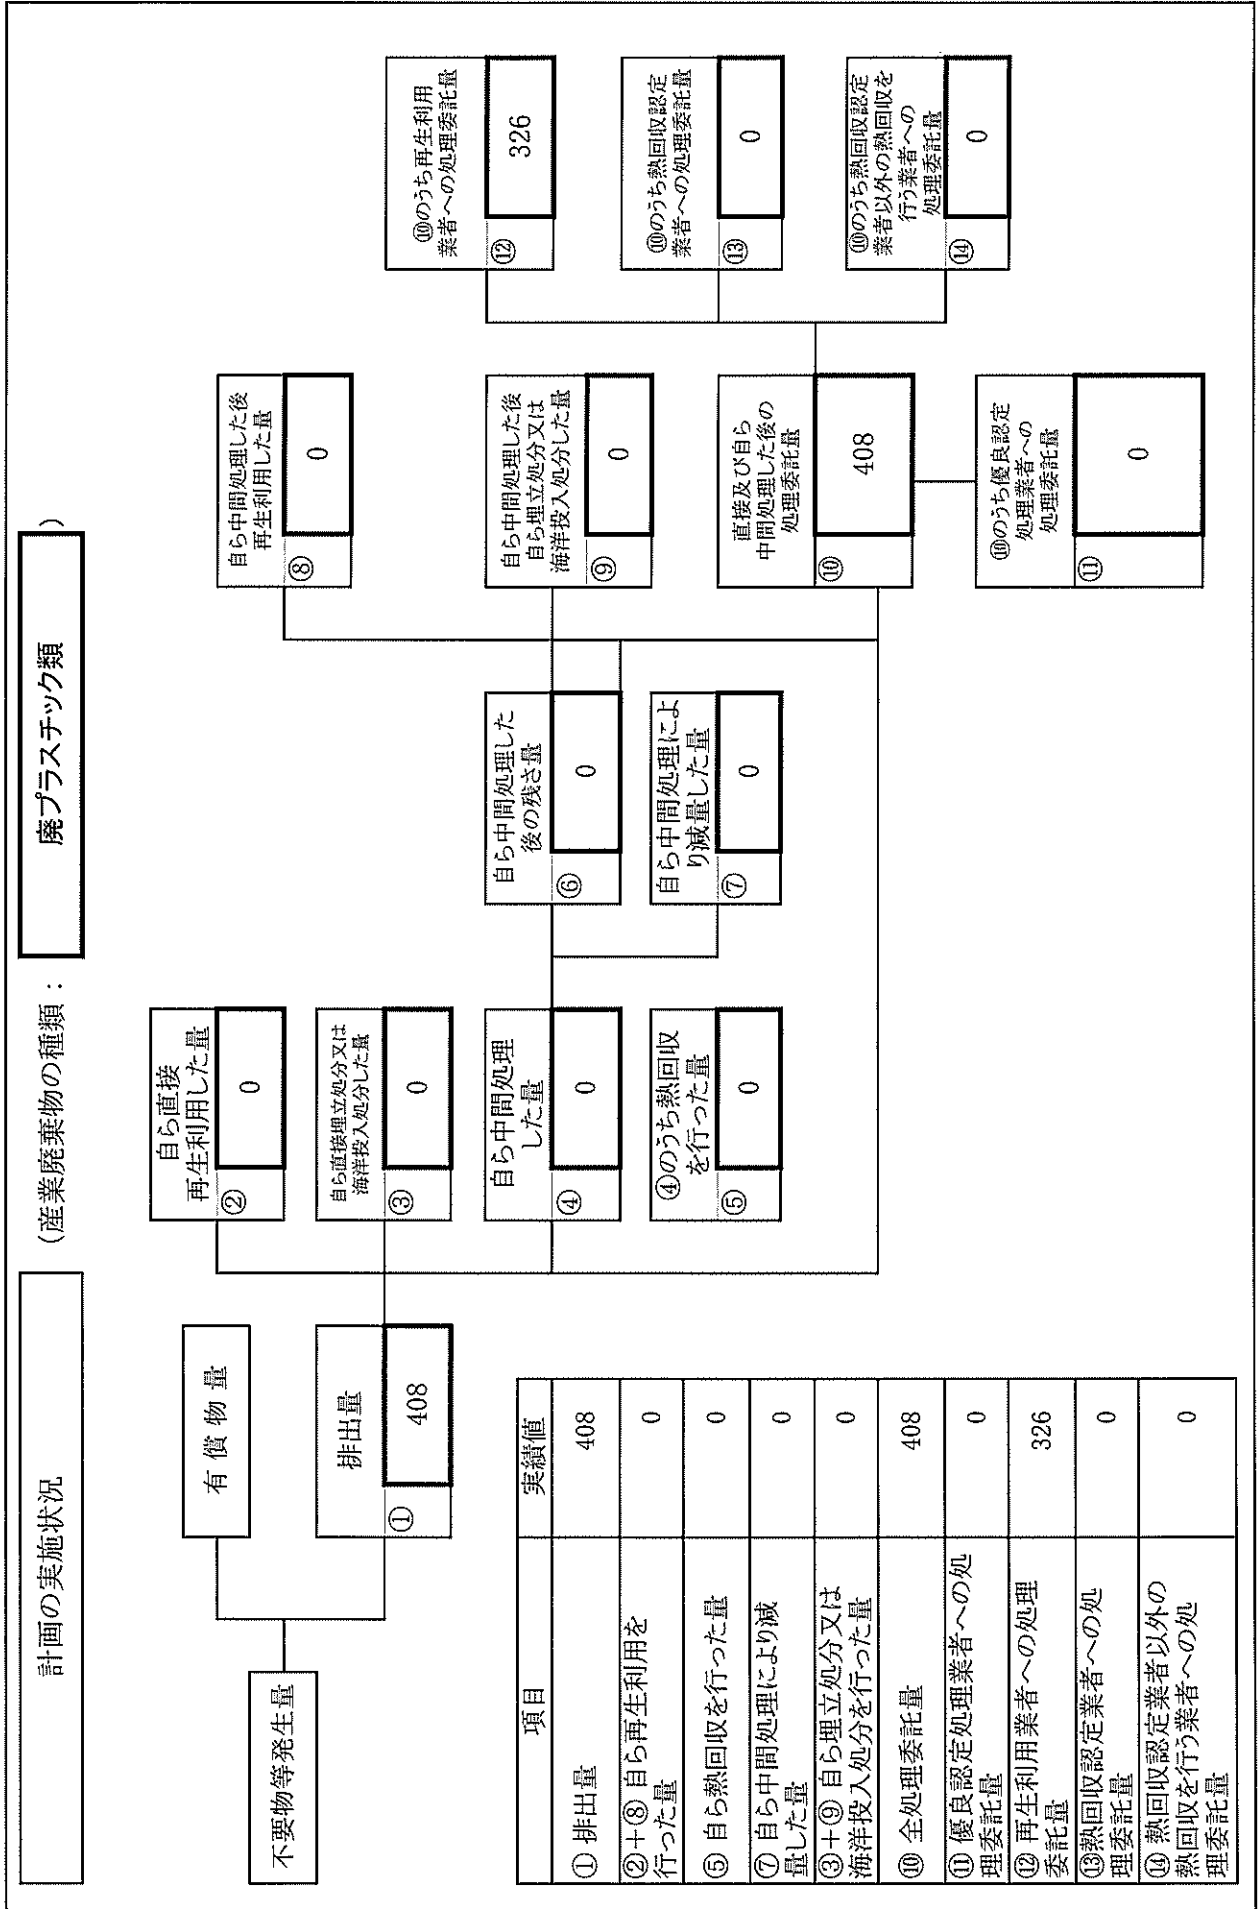 計画の実施状況
(産業廃棄物の種類:
廃プラスチック類
)
不要物等発生量
有 償 物 量
排出量
①
408
自ら直接
再生利用した量
②
0
自ら直接埋立処分又は
海洋投入処分した量
③
0
自ら中間処理
した量
④
0
④のうち熱回収
を行った量
⑤
0
自ら中間処理した
後の残さ量
⑥
0
自ら中間処理によ
り減量した量
⑦
0
自ら中間処理した後
再生利用した量
⑧
0
自ら中間処理した後
自ら埋立処分又は
海洋投入処分した量
⑨
0
直接及び自ら
中間処理した後の
処理委託量
⑩
408
⑩のうち優良認定
処理業者への
処理委託量
⑪
0
⑩のうち再生利用
業者への処理委託量
⑫
326
⑩のうち熱回収認定
業者への処理委託量
⑬
0
⑩のうち熱回収認定
業者以外の熱回収を
行う業者への
処理委託量
⑭
0
項目 実績値
① 排出量 408
②+⑧ 自ら再生利用を
行った量 0
⑤ 自ら熱回収を行った量 0
⑦ 自ら中間処理により減
量した量 0
③+⑨ 自ら埋立処分又は
海洋投入処分を行った量 0
⑩ 全処理委託量 408
⑪ 優良認定処理業者への処
理委託量 0
⑫ 再生利用業者への処理
委託量 326
⑬熱回収認定業者への処
理委託量 0
⑭ 熱回収認定業者以外の
熱回収を行う業者への処
理委託量 0